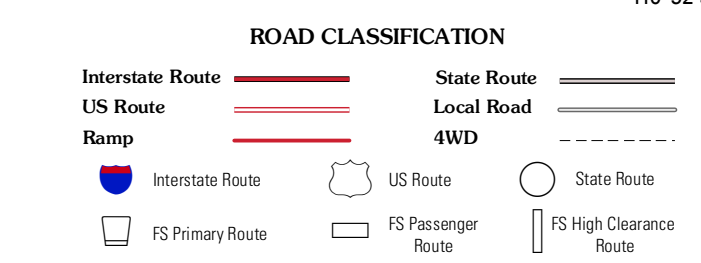 ROAD CLASSIFICATION
Interstate Route
State Route
US Route
Local Road
Ramp
4WD
Interstate Route
US Route
State Route
FS Primary Route
FS Passenger
Route
FS High Clearance
Route